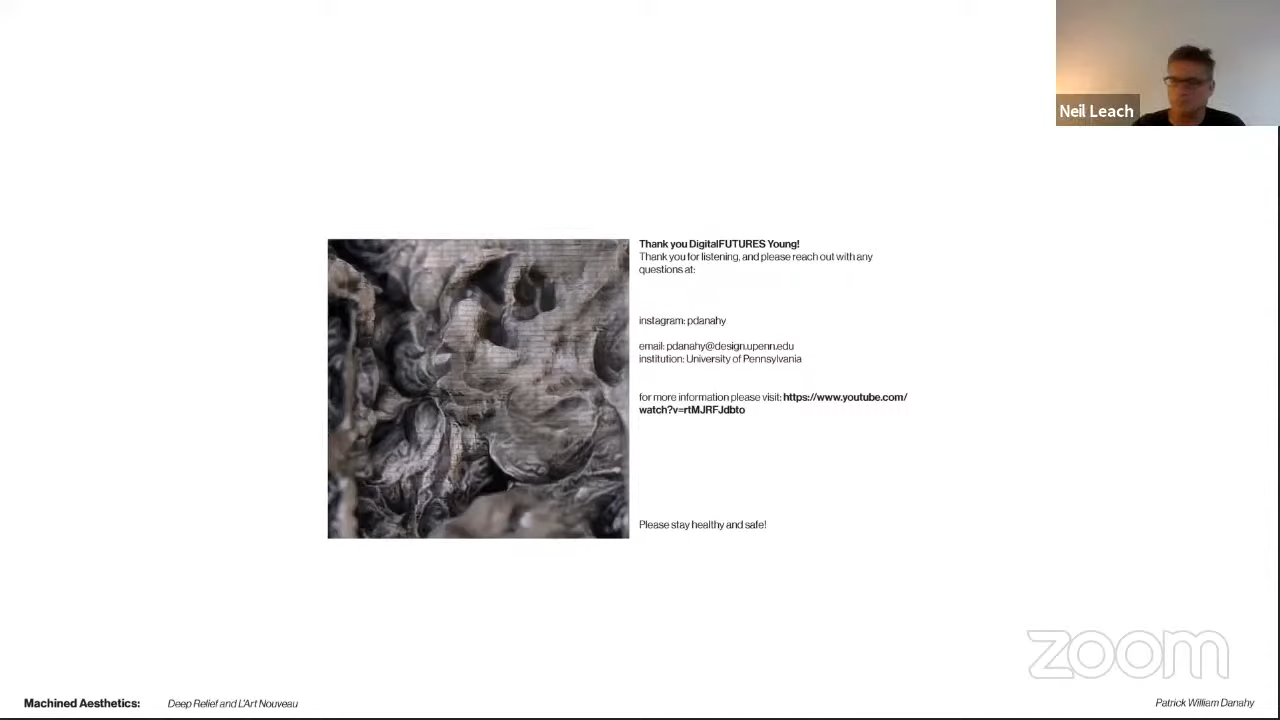 Neil Leach
Thank you DigitalFUTURES Young!
Thank you for listening, and please reach out with any
questions at:
instagram: pdanahy
email: pdanahy@design.upenn.edu
institution: University of Pennsylvania
for more information please visit: https://www.youtube.com/
watch?v=rtMJRFJdbto
Please stay healthy and safe!
zoom
Machined Aesthetics: Deep Relief and L'Art Nouveau
Patrick William Danahy